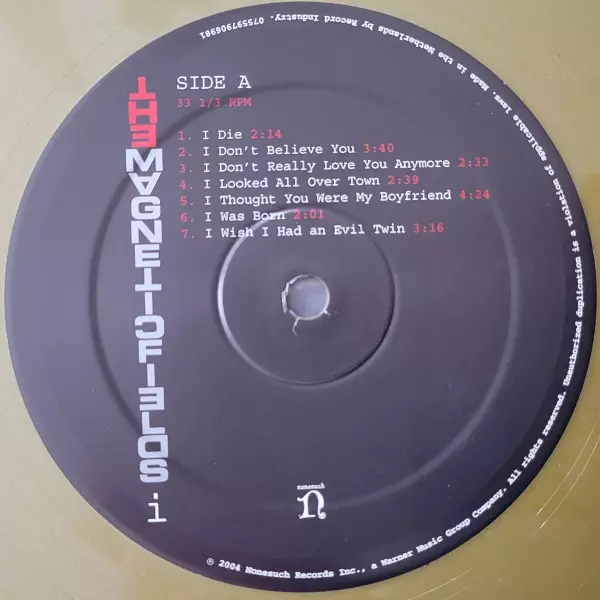 THE MAGNETIC FIELDS i
SIDE A
33 1/3 RPM
1. I Die 2:14
2. I Don't Believe You 3:40
3. I Don't Really Love You Anymore 2:33
4. I Looked All Over Town 2:39
5. I Thought You Were My Boyfriend 4:24
6. I Was Born 2:01
7. I Wish I Had an Evil Twin 3:16
nonesuch
℗ 2004 Nonesuch Records Inc., a Warner Music Group Company. All rights reserved. Unauthorized duplication is a violation of applicable laws. Made in the Netherlands by Record Industry. 075597906981